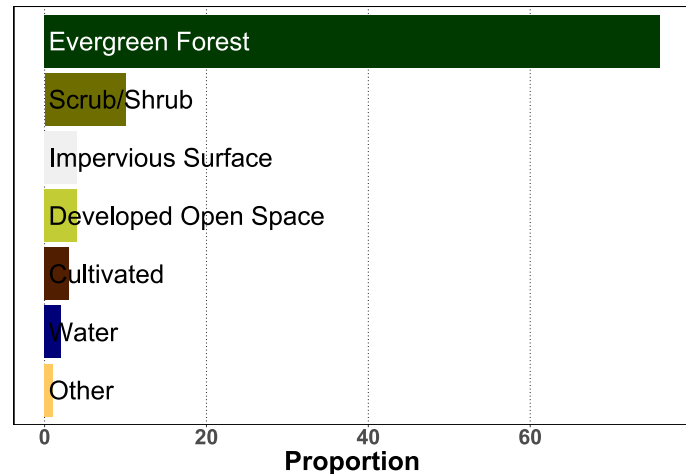 Evergreen Forest
Scrub/Shrub
Impervious Surface
Developed Open Space
Cultivated
Water
Other
0 20 40 60
Proportion